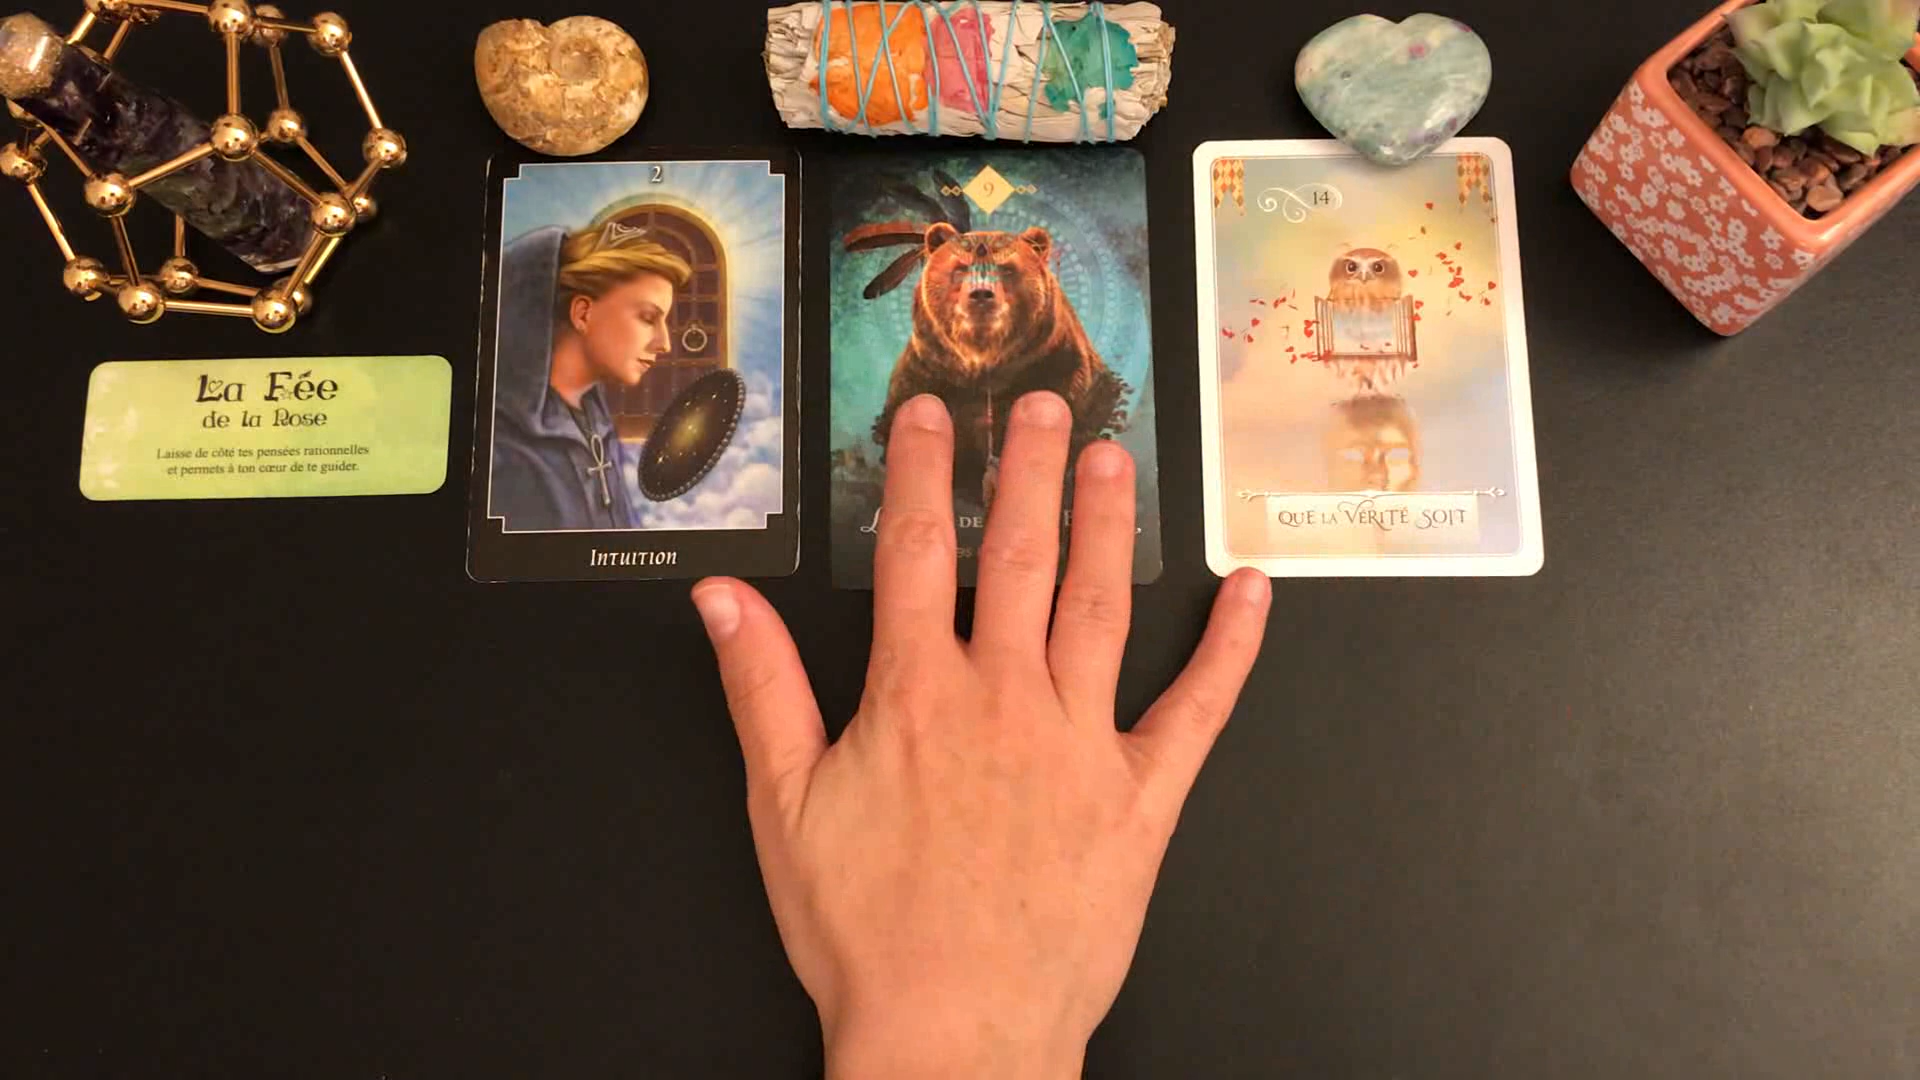 La Fée
de la Rose
Laisse de côté tes pensées rationnelles
et permets à ton cœur de te guider.
2
Intuition
9
DE
14
QUE LA VÉRITÉ SOIT